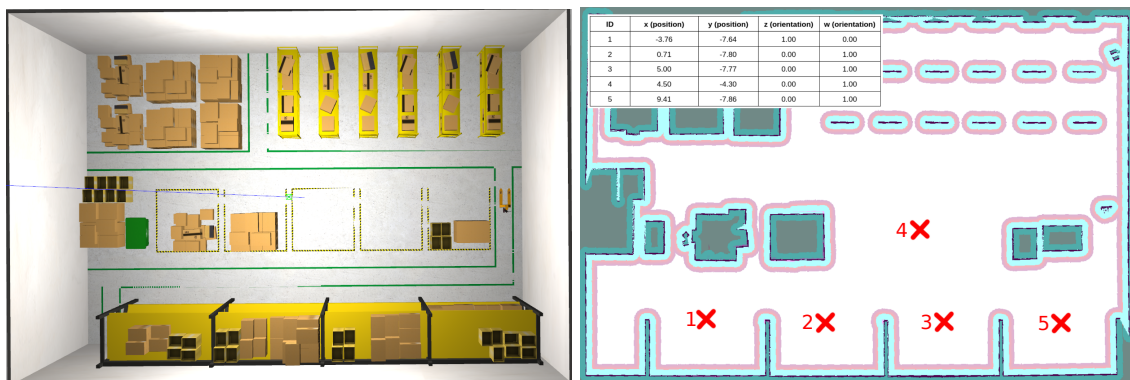 ID x (position) y (position) z (orientation) w (orientation)
1 -3.76 -7.64 1.00 0.00
2 0.71 -7.80 0.00 1.00
3 5.00 -7.77 0.00 1.00
4 4.50 -4.30 0.00 1.00
5 9.41 -7.86 0.00 1.00
4
1
2
3
5